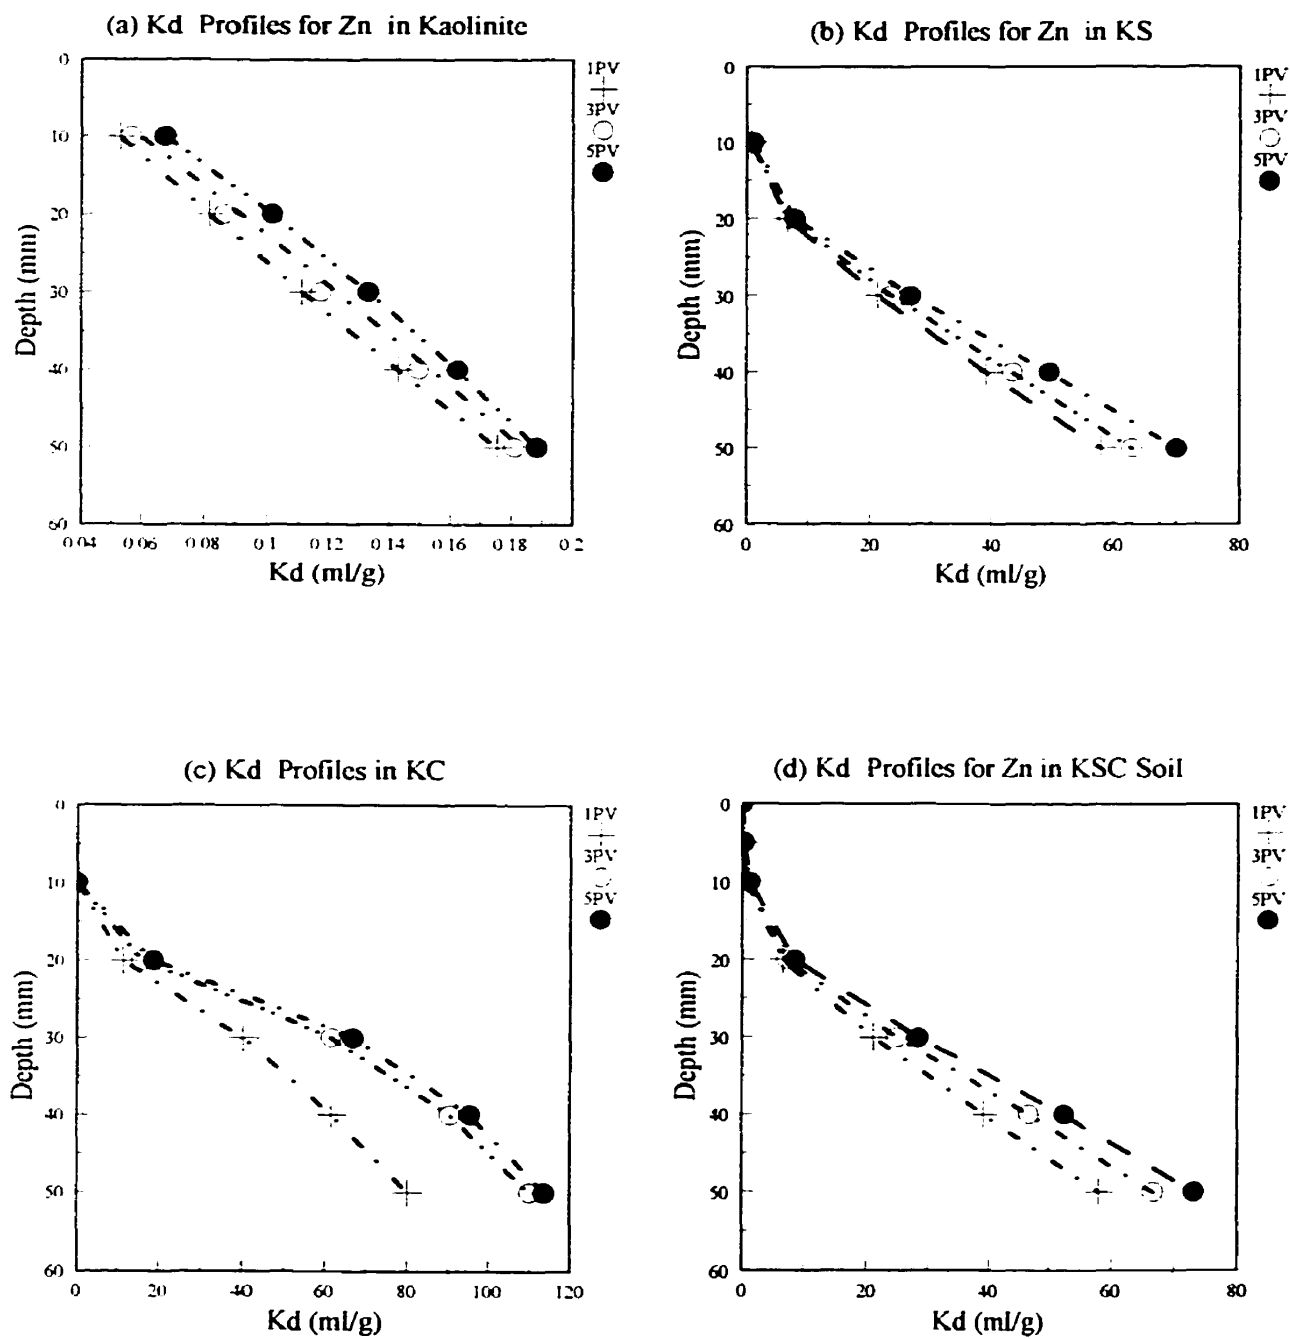 (a) Kd Profiles for Zn in Kaolinite
0
10
20
30
40
50
60
0.04 0.06 0.08 0.1 0.12 0.14 0.16 0.18 0.2
Depth (mm)
Kd (ml/g)
1PV
3PV
5PV
(b) Kd Profiles for Zn in KS
0
10
20
30
40
50
60
0 20 40 60 80
Depth (mm)
Kd (ml/g)
1PV
3PV
5PV
(c) Kd Profiles in KC
0
10
20
30
40
50
60
0 20 40 60 80 100 120
Depth (mm)
Kd (ml/g)
1PV
3PV
5PV
(d) Kd Profiles for Zn in KSC Soil
0
10
20
30
40
50
60
0 20 40 60 80
Depth (mm)
Kd (ml/g)
1PV
3PV
5PV